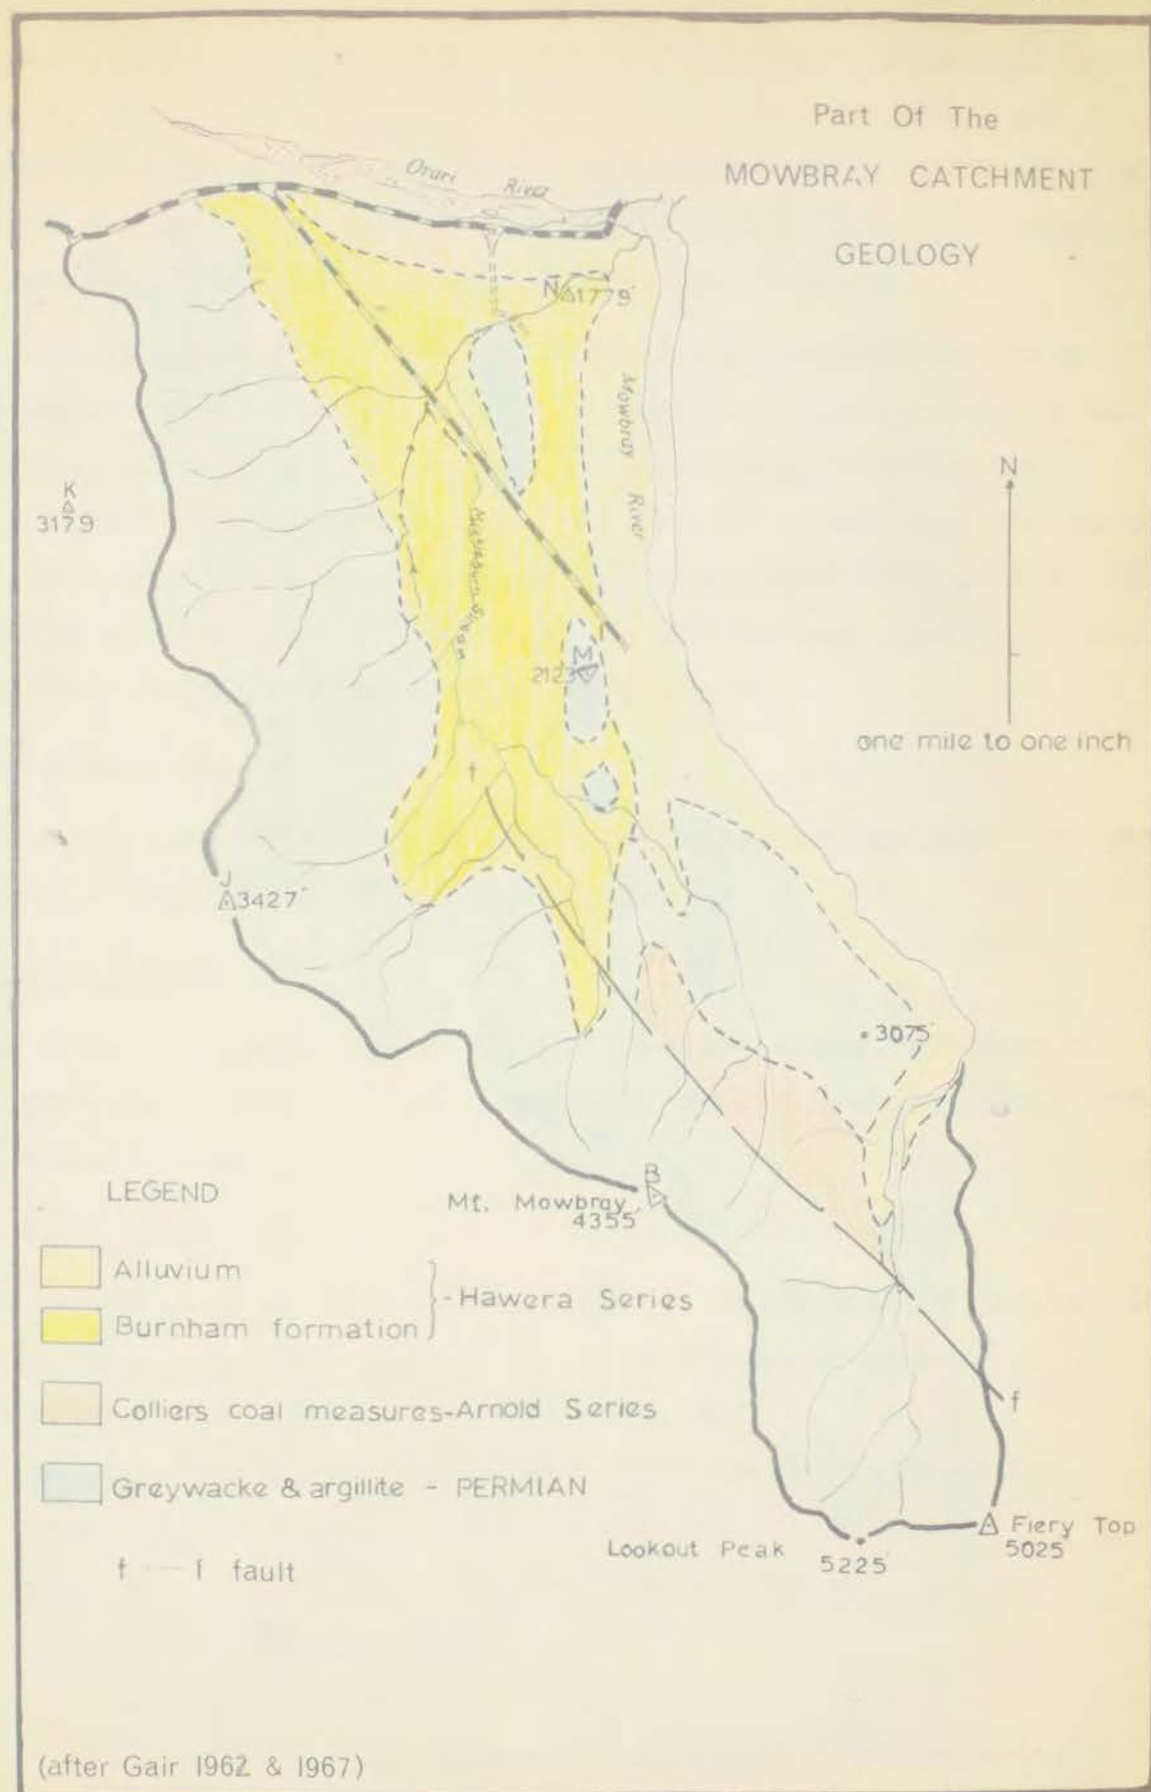 Part Of The
MOWBRAY CATCHMENT
GEOLOGY
Orari River
N 1779'
Mowbray River
N
K
3179
one mile to one inch
M
2123
f
J
3427'
3075'
B
Mt. Mowbray
4355'
LEGEND
Alluvium
Burnham formation
-Hawera Series
Colliers coal measures-Arnold Series
Greywacke & argillite - PERMIAN
f — f fault
f
Fiery Top
5025
Lookout Peak
5225'
(after Gair 1962 & 1967)